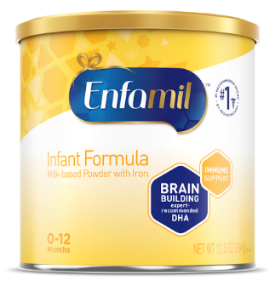 Enfamil
#1
Infant Formula
Milk-based Powder with Iron
IMMUNE
SUPPORT
BRAIN
BUILDING
expert-
recommended
DHA
0-12
Months
NET WT 12.5 OZ